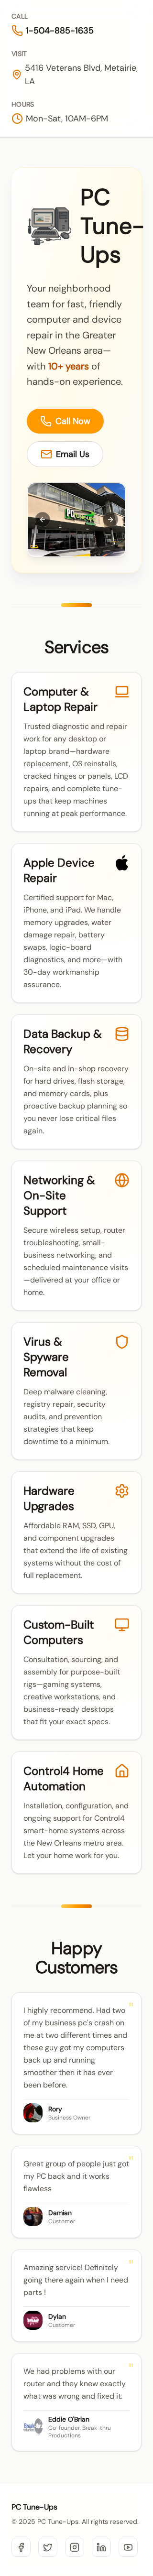 CALL
1-504-885-1635
VISIT
5416 Veterans Blvd, Metairie,
LA
HOURS
Mon-Sat, 10AM-6PM
PC
Tune-
Ups
Your neighborhood
team for fast, friendly
computer and device
repair in the Greater
New Orleans area—
with 10+ years of
hands-on experience.
Call Now
Email Us
Services
Computer &
Laptop Repair
Trusted diagnostic and repair
work for any desktop or
laptop brand—hardware
replacement, OS reinstalls,
cracked hinges or panels, LCD
repairs, and complete tune-
ups that keep machines
running at peak performance.
Apple Device
Repair
Certified support for Mac,
iPhone, and iPad. We handle
memory upgrades, water
damage repair, battery
swaps, logic-board
diagnostics, and more—with
30-day workmanship
assurance.
Data Backup &
Recovery
On-site and in-shop recovery
for hard drives, flash storage,
and memory cards, plus
proactive backup planning so
you never lose critical files
again.
Networking &
On-Site
Support
Secure wireless setup, router
troubleshooting, small-
business networking, and
scheduled maintenance visits
—delivered at your office or
home.
Virus &
Spyware
Removal
Deep malware cleaning,
registry repair, security
audits, and prevention
strategies that keep
downtime to a minimum.
Hardware
Upgrades
Affordable RAM, SSD, GPU,
and component upgrades
that extend the life of existing
systems without the cost of
full replacement.
Custom-Built
Computers
Consultation, sourcing, and
assembly for purpose-built
rigs—gaming systems,
creative workstations, and
business-ready desktops
that fit your exact specs.
Control4 Home
Automation
Installation, configuration, and
ongoing support for Control4
smart-home systems across
the New Orleans metro area.
Let your home work for you.
Happy
Customers
I highly recommend. Had two
of my business pc's crash on
me at two different times and
these guy got my computers
back up and running
smoother then it has ever
been before.
Rory
Business Owner
Great group of people just got
my PC back and it works
flawless
Damian
Customer
Amazing service! Definitely
going there again when I need
parts !
Dylan
Customer
We had problems with our
router and they knew exactly
what was wrong and fixed it.
Eddie O'Brian
Co-founder, Break-thru
Productions
PC Tune-Ups
© 2025 PC Tune-Ups. All rights reserved.